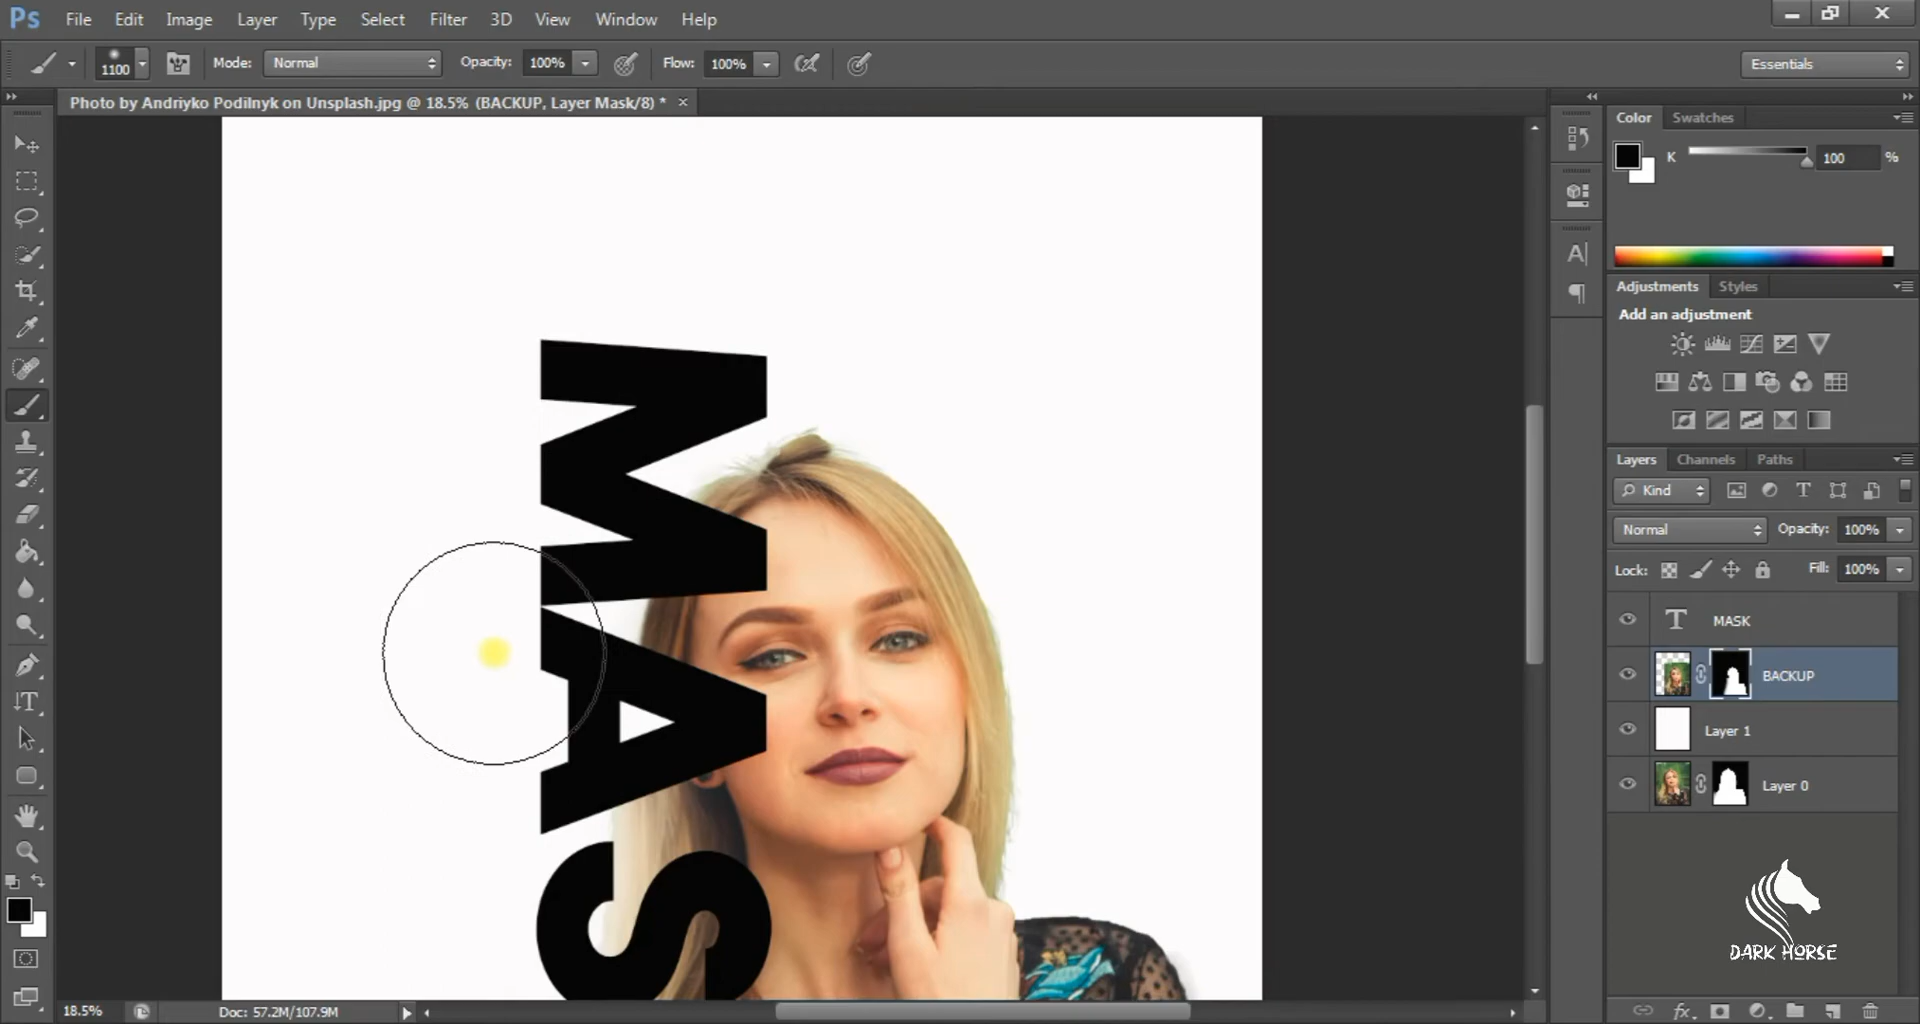 Ps File Edit Image Layer Type Select Filter 3D View Window Help
1100 Mode: Normal Opacity: 100% Flow: 100% Essentials
Photo by Andriyko Podilnyk on Unsplash.jpg @ 18.5% (BACKUP, Layer Mask/8) *
Color Swatches
K 100 %
Adjustments Styles
Add an adjustment
Layers Channels Paths
Kind
Normal Opacity: 100%
Lock: Fill: 100%
MASK
BACKUP
Layer 1
Layer 0
MAS
DARK HORSE
18.5% Doc: 57.2M/107.9M
fx